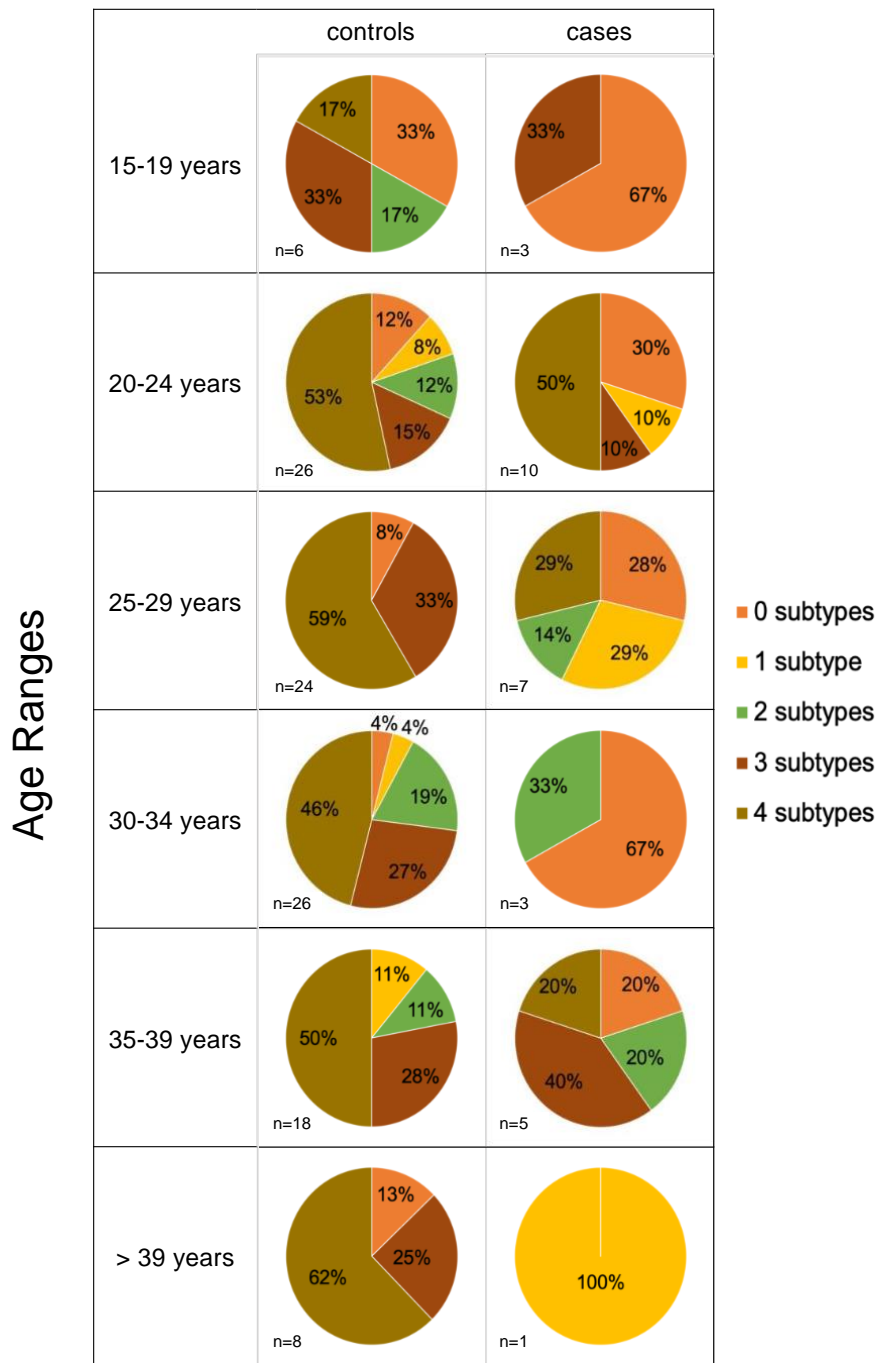 controls cases
Age Ranges
15-19 years
17% 33%
33% 17%
n=6
33%
67%
n=3
20-24 years
12%
8%
53% 12%
15%
n=26
30%
50%
10%
10%
n=10
25-29 years
8%
33%
59%
n=24
29% 28%
14%
29%
n=7
30-34 years
4% 4%
46% 19%
27%
n=26
33%
67%
n=3
35-39 years
11%
11%
50%
28%
n=18
20% 20%
20%
40%
n=5
> 39 years
13%
25%
62%
n=8
100%
n=1
0 subtypes
1 subtype
2 subtypes
3 subtypes
4 subtypes